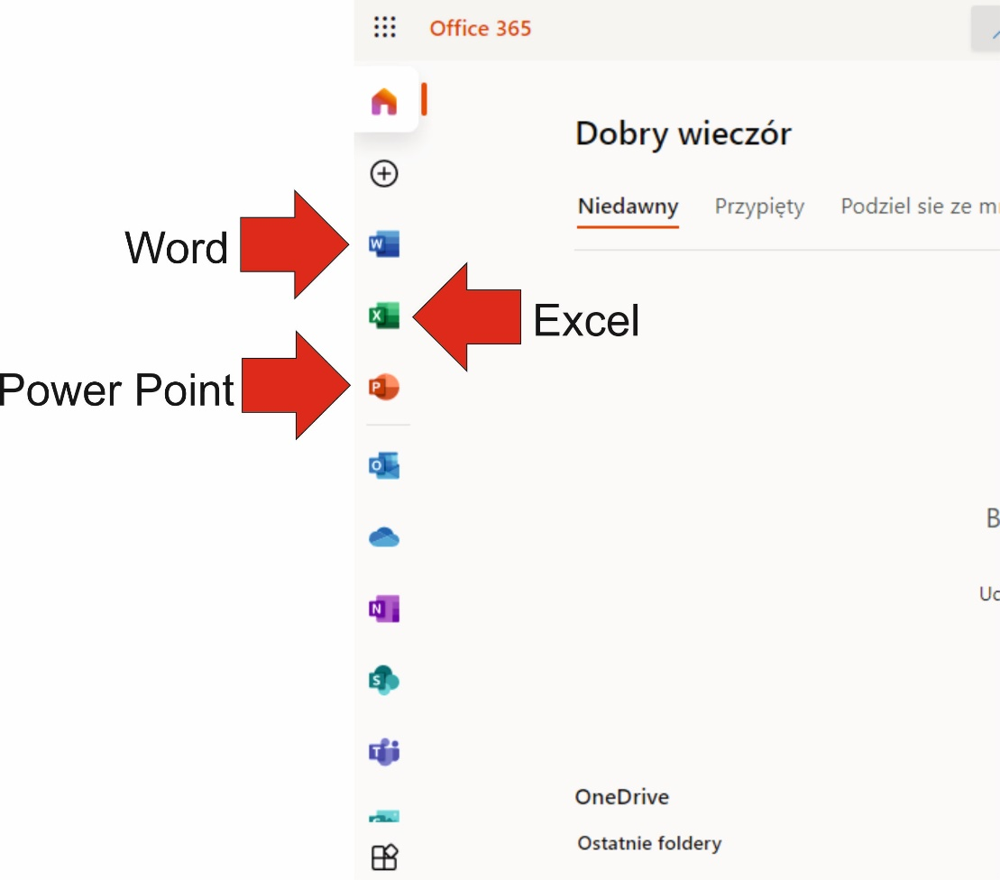 Office 365
Dobry wieczór
Niedawny Przypięty Podziel sie ze
Word
W
X
Excel
Power Point
P
O
B
N
S
T
OneDrive
Ostatnie foldery